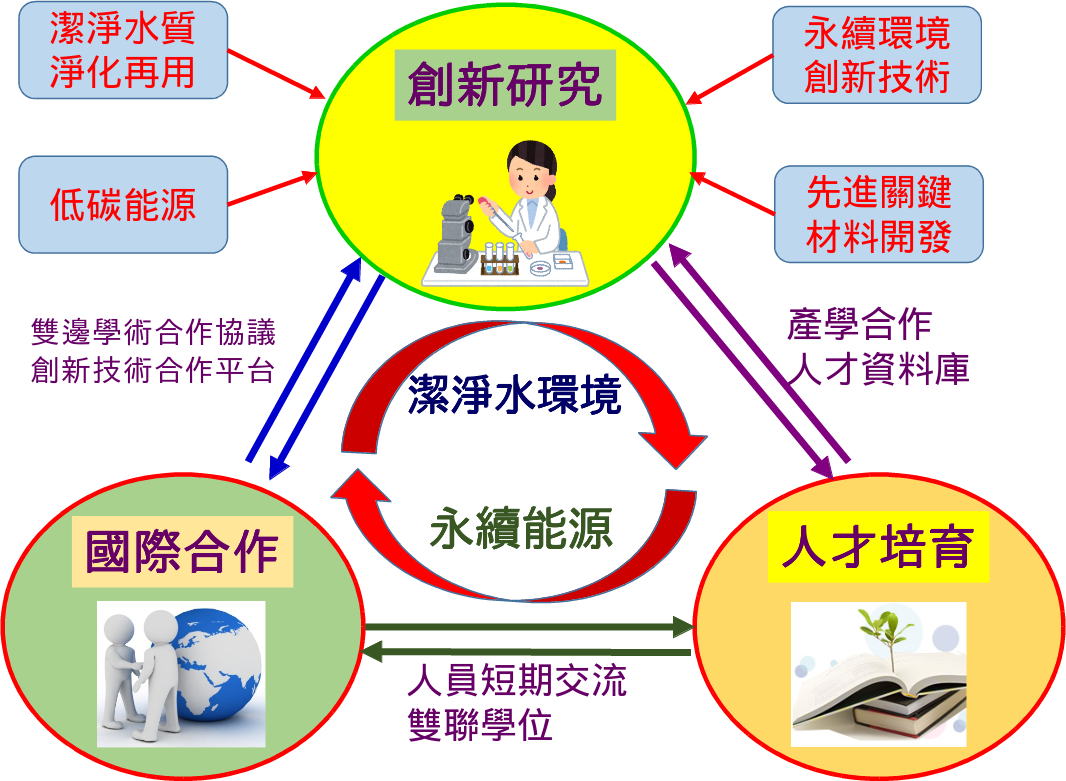 潔淨水質
淨化再用
創新研究
永續環境
創新技術
低碳能源
先進關鍵
材料開發
雙邊學術合作協議
創新技術合作平台
產學合作
人才資料庫
潔淨水環境
永續能源
國際合作
人才培育
人員短期交流
雙聯學位